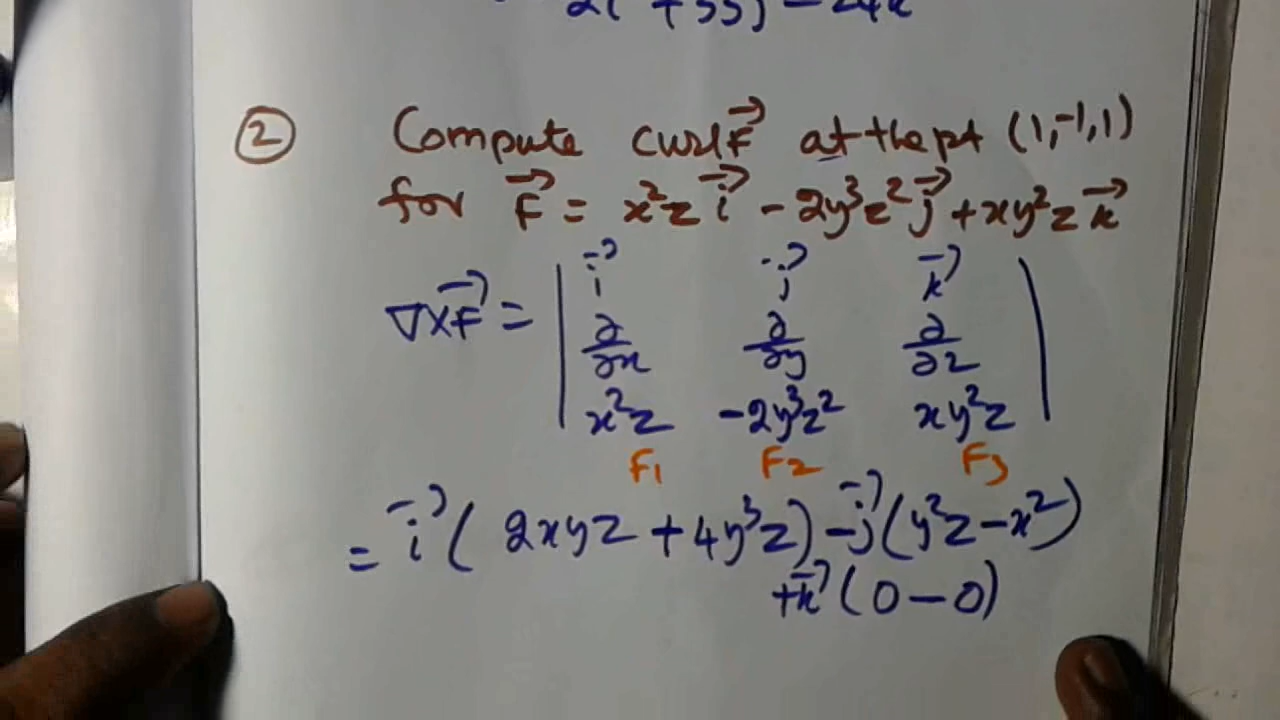 ② Compute curl F⃗ at the pt (1,-1,1)
for F⃗ = x²z i⃗ - 2y³z² j⃗ + xy²z k⃗
∇×F⃗ = | i⃗ j⃗ k⃗ |
∂/∂x ∂/∂y ∂/∂z
x²z -2y³z² xy²z
F1 F2 F3
= i⃗ ( 2xyz + 4y³z) - j⃗ (y²z - x²)
+ k⃗ (0 - 0)